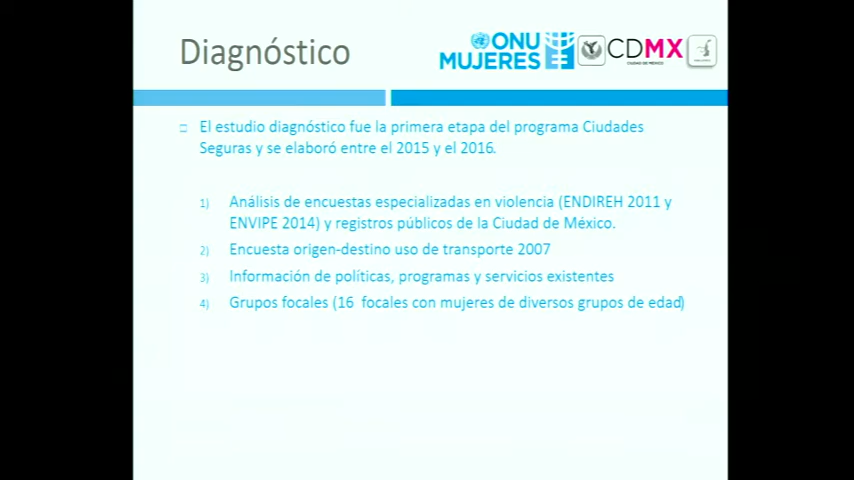 Diagnóstico
ONU
MUJERES
CDMX
CIUDAD DE MÉXICO
El estudio diagnóstico fue la primera etapa del programa Ciudades
Seguras y se elaboró entre el 2015 y el 2016.
1) Análisis de encuestas especializadas en violencia (ENDIREH 2011 y
ENVIPE 2014) y registros públicos de la Ciudad de México.
2) Encuesta origen-destino uso de transporte 2007
3) Información de políticas, programas y servicios existentes
4) Grupos focales (16 focales con mujeres de diversos grupos de edad)